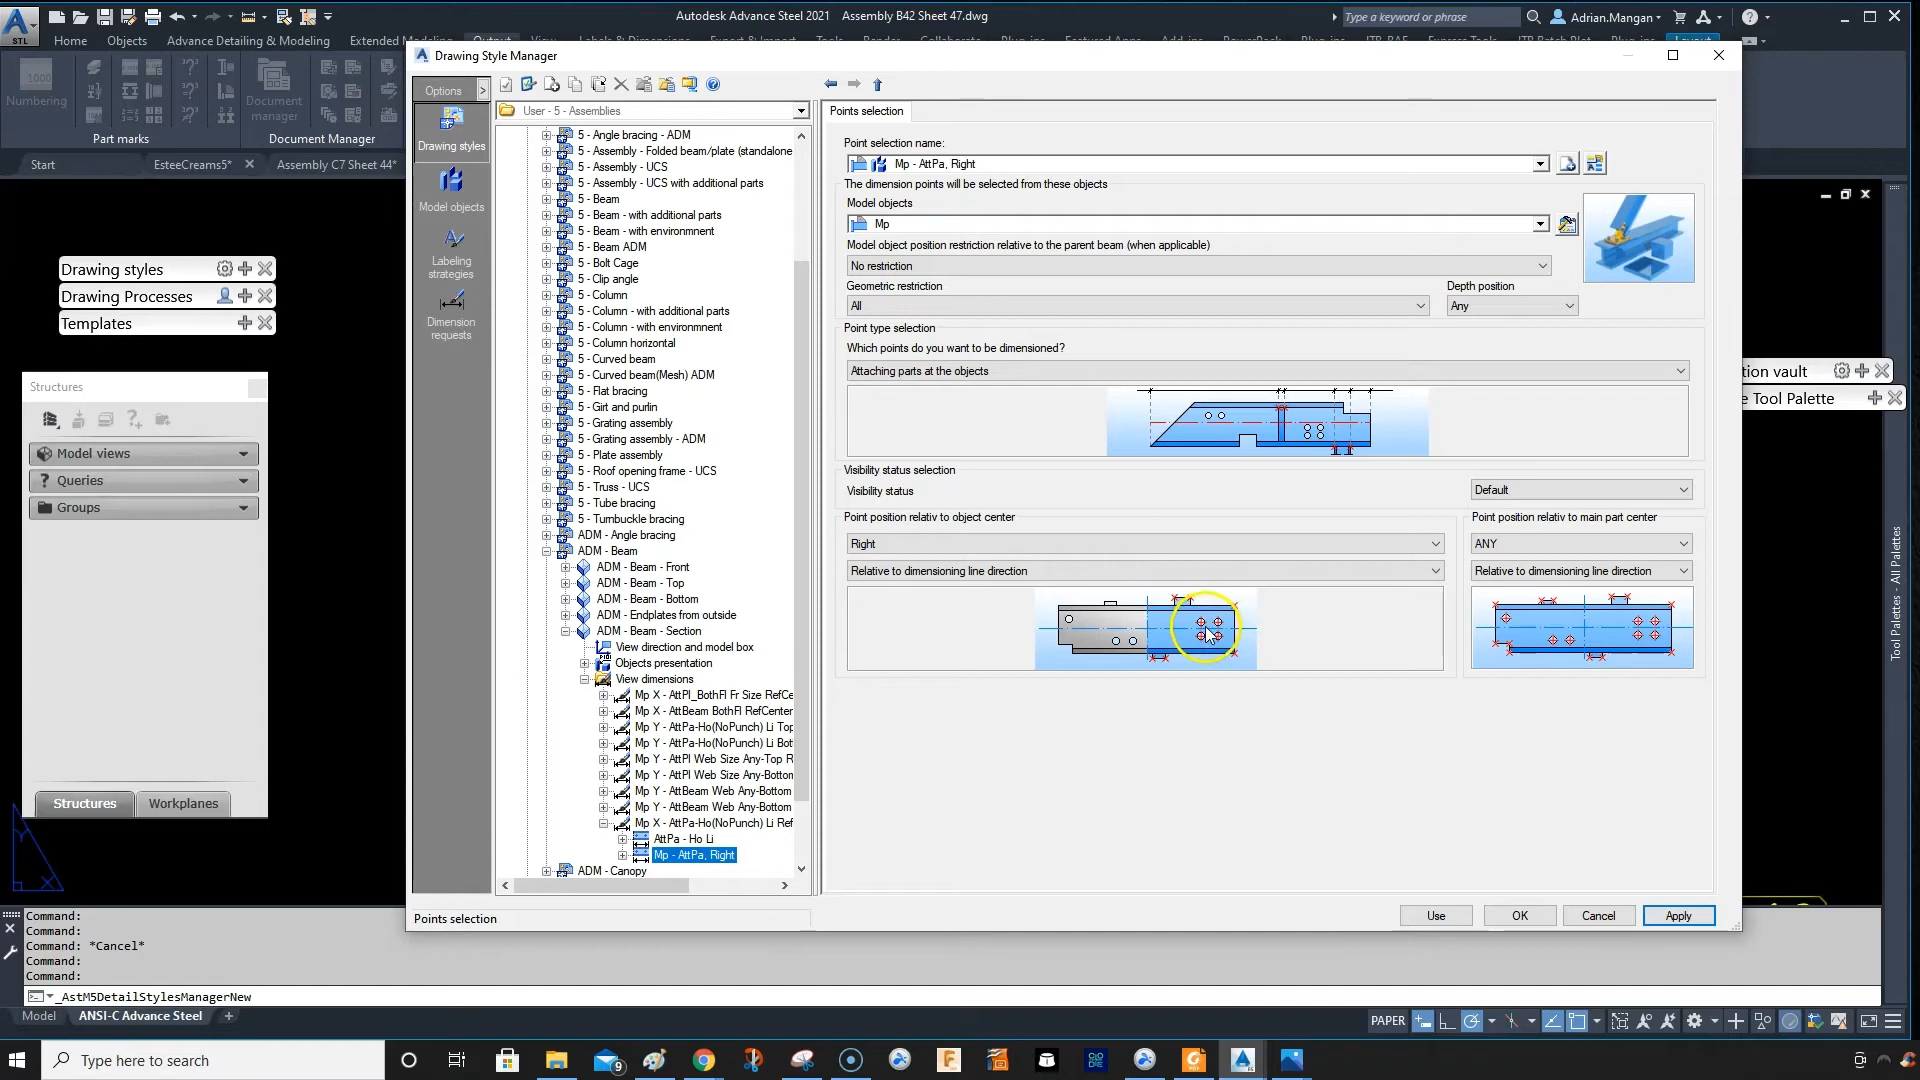 Autodesk Advance Steel 2021 Assembly B42 Sheet 47.dwg
Type a keyword or phrase
Adrian.Mangan
STL
Home
Objects
Advance Detailing & Modeling
Extended
1000
Numbering
Document
manager
Part marks
Document Manager
Start
EsteeCreams5*
Assembly C7 Sheet 44*
Drawing styles
Drawing Processes
Templates
Structures
Model views
? Queries
Groups
Structures
Workplanes
Drawing Style Manager
Options
>
Drawing styles
Model objects
Labeling
strategies
Dimension
requests
User - 5 - Assemblies
5 - Angle bracing - ADM
5 - Assembly - Folded beam/plate (standalone
5 - Assembly - UCS
5 - Assembly - UCS with additional parts
5 - Beam
5 - Beam - with additional parts
5 - Beam - with environmnent
5 - Beam ADM
5 - Bolt Cage
5 - Clip angle
5 - Column
5 - Column - with additional parts
5 - Column - with environmnent
5 - Column horizontal
5 - Curved beam
5 - Curved beam(Mesh) ADM
5 - Flat bracing
5 - Girt and purlin
5 - Grating assembly
5 - Grating assembly - ADM
5 - Plate assembly
5 - Roof opening frame - UCS
5 - Truss - UCS
5 - Tube bracing
5 - Turnbuckle bracing
ADM - Angle bracing
ADM - Beam
ADM - Beam - Front
ADM - Beam - Top
ADM - Beam - Bottom
ADM - Endplates from outside
ADM - Beam - Section
View direction and model box
Objects presentation
View dimensions
Mp X - AttPl_BothFl Fr Size RefCe
Mp X - AttBeam BothFl RefCenter
Mp Y - AttPa-Ho(NoPunch) Li Top
Mp Y - AttPa-Ho(NoPunch) Li Bot
Mp Y - AttPl Web Size Any-Top R
Mp Y - AttPl Web Size Any-Bottom
Mp Y - AttBeam Web Any-Bottom
Mp Y - AttBeam Web Any-Bottom
Mp X - AttPa-Ho(NoPunch) Li Ref
AttPa - Ho Li
Mp - AttPa, Right
ADM - Canopy
Points selection
Points selection
Point selection name:
Mp - AttPa, Right
The dimension points will be selected from these objects
Model objects
Mp
Model object position restriction relative to the parent beam (when applicable)
No restriction
Geometric restriction
Depth position
All
Any
Point type selection
Which points do you want to be dimensioned?
Attaching parts at the objects
Visibility status selection
Visibility status
Default
Point position relativ to object center
Point position relativ to main part center
Right
ANY
Relative to dimensioning line direction
Relative to dimensioning line direction
Use
OK
Cancel
Apply
tion vault
e Tool Palette
Tool Palettes - All Palettes
Command:
Command:
Command: *Cancel*
Command:
Command:
_AstM5DetailStylesManagerNew
Model
ANSI-C Advance Steel
PAPER
Type here to search
9